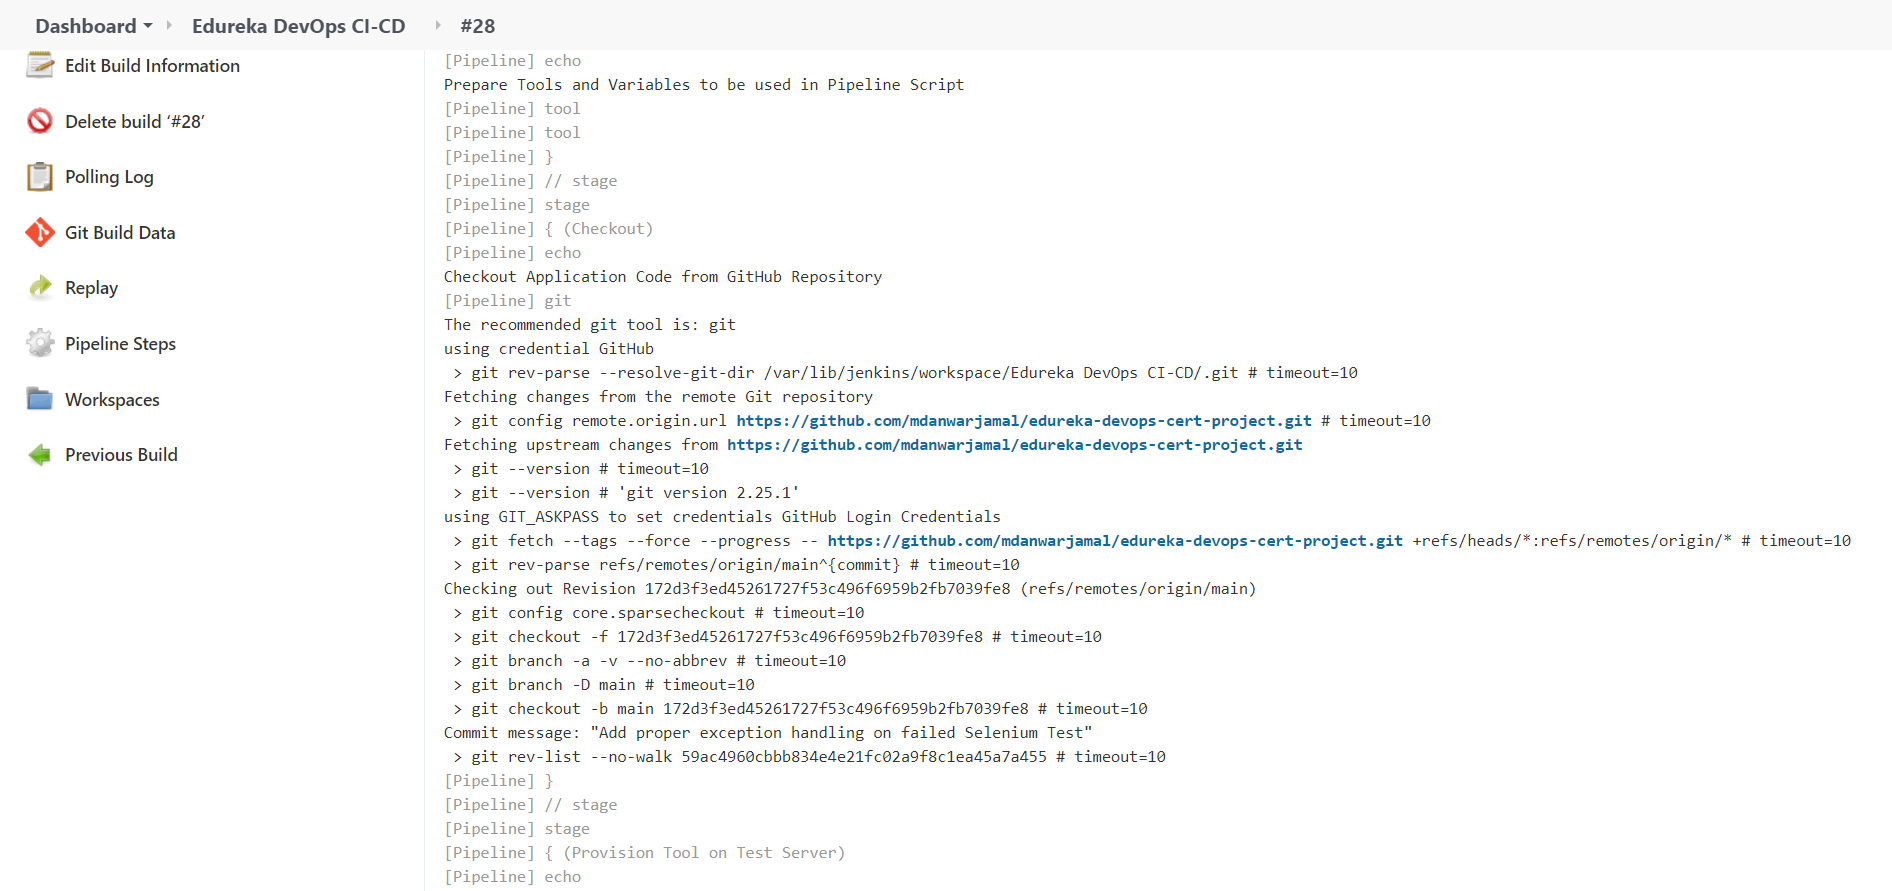 Dashboard
Edureka DevOps CI-CD
#28
Edit Build Information
Delete build ‘#28’
Polling Log
Git Build Data
Replay
Pipeline Steps
Workspaces
Previous Build
[Pipeline] echo
Prepare Tools and Variables to be used in Pipeline Script
[Pipeline] tool
[Pipeline] tool
[Pipeline] }
[Pipeline] // stage
[Pipeline] stage
[Pipeline] { (Checkout)
[Pipeline] echo
Checkout Application Code from GitHub Repository
[Pipeline] git
The recommended git tool is: git
using credential GitHub
> git rev-parse --resolve-git-dir /var/lib/jenkins/workspace/Edureka DevOps CI-CD/.git # timeout=10
Fetching changes from the remote Git repository
> git config remote.origin.url https://github.com/mdanwarjamal/edureka-devops-cert-project.git # timeout=10
Fetching upstream changes from https://github.com/mdanwarjamal/edureka-devops-cert-project.git
> git --version # timeout=10
> git --version # 'git version 2.25.1'
using GIT_ASKPASS to set credentials GitHub Login Credentials
> git fetch --tags --force --progress -- https://github.com/mdanwarjamal/edureka-devops-cert-project.git +refs/heads/*:refs/remotes/origin/* # timeout=10
> git rev-parse refs/remotes/origin/main^{commit} # timeout=10
Checking out Revision 172d3f3ed45261727f53c496f6959b2fb7039fe8 (refs/remotes/origin/main)
> git config core.sparsecheckout # timeout=10
> git checkout -f 172d3f3ed45261727f53c496f6959b2fb7039fe8 # timeout=10
> git branch -a -v --no-abbrev # timeout=10
> git branch -D main # timeout=10
> git checkout -b main 172d3f3ed45261727f53c496f6959b2fb7039fe8 # timeout=10
Commit message: "Add proper exception handling on failed Selenium Test"
> git rev-list --no-walk 59ac4960cbbb834e4e21fc02a9f8c1ea45a7a455 # timeout=10
[Pipeline] }
[Pipeline] // stage
[Pipeline] stage
[Pipeline] { (Provision Tool on Test Server)
[Pipeline] echo